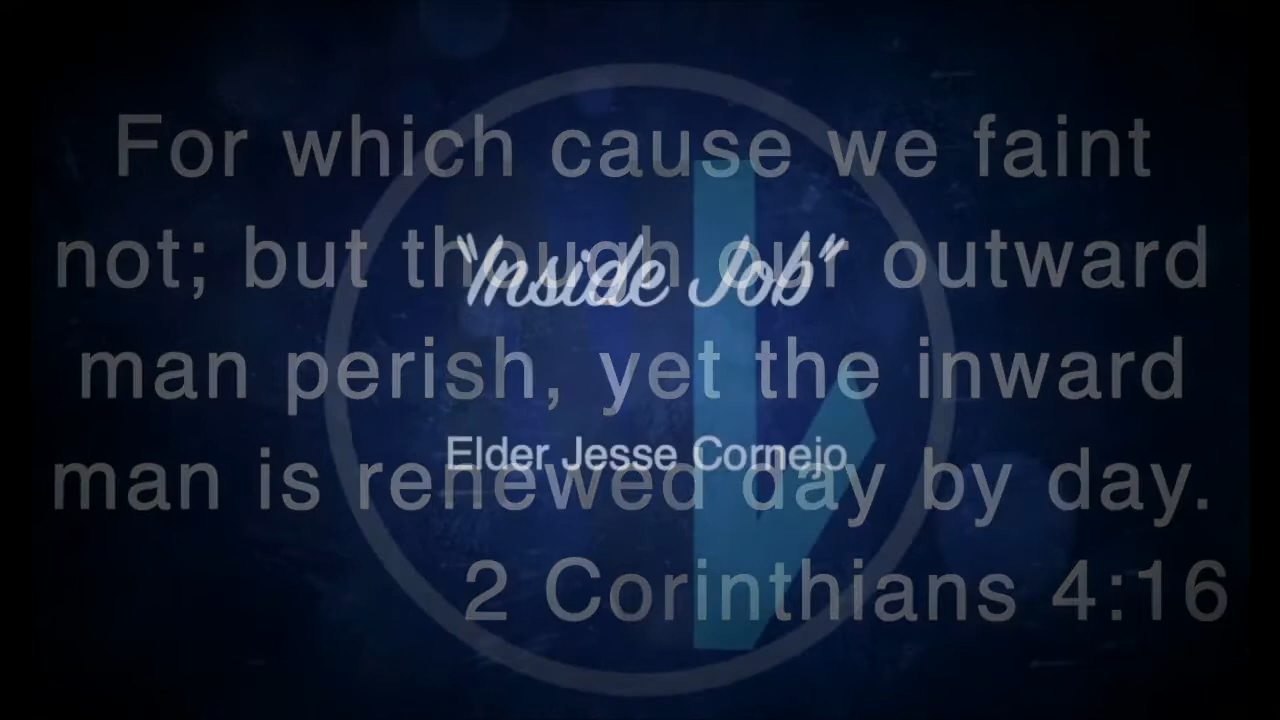 For which cause we faint
not; but though our outward
man perish, yet the inward
man is renewed day by day.
2 Corinthians 4:16
"Inside Job"
Elder Jesse Cornejo